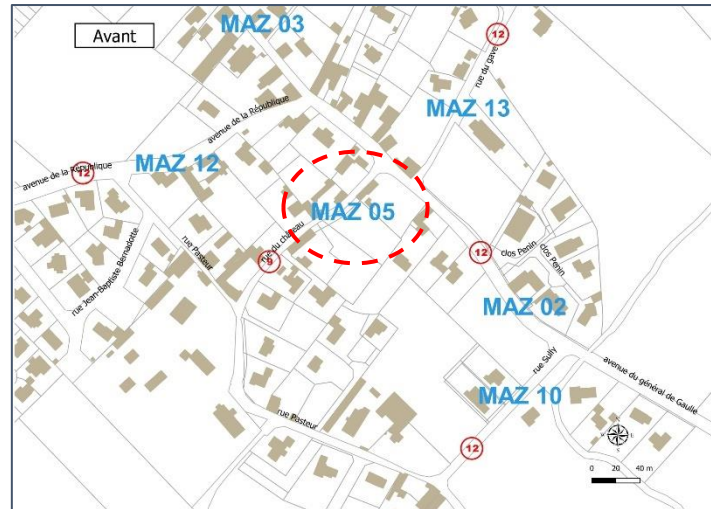 Avant
MAZ 03
12
rue du gave
MAZ 13
avenue de la République
avenue de la République
12
MAZ 12
MAZ 05
rue du château
9
rue Pasteur
rue Jean-Baptiste Bernadotte
12
clos Penin
clos Penin
MAZ 02
rue Sully
avenue du général de Gaulle
MAZ 10
rue Pasteur
12
0 20 40 m